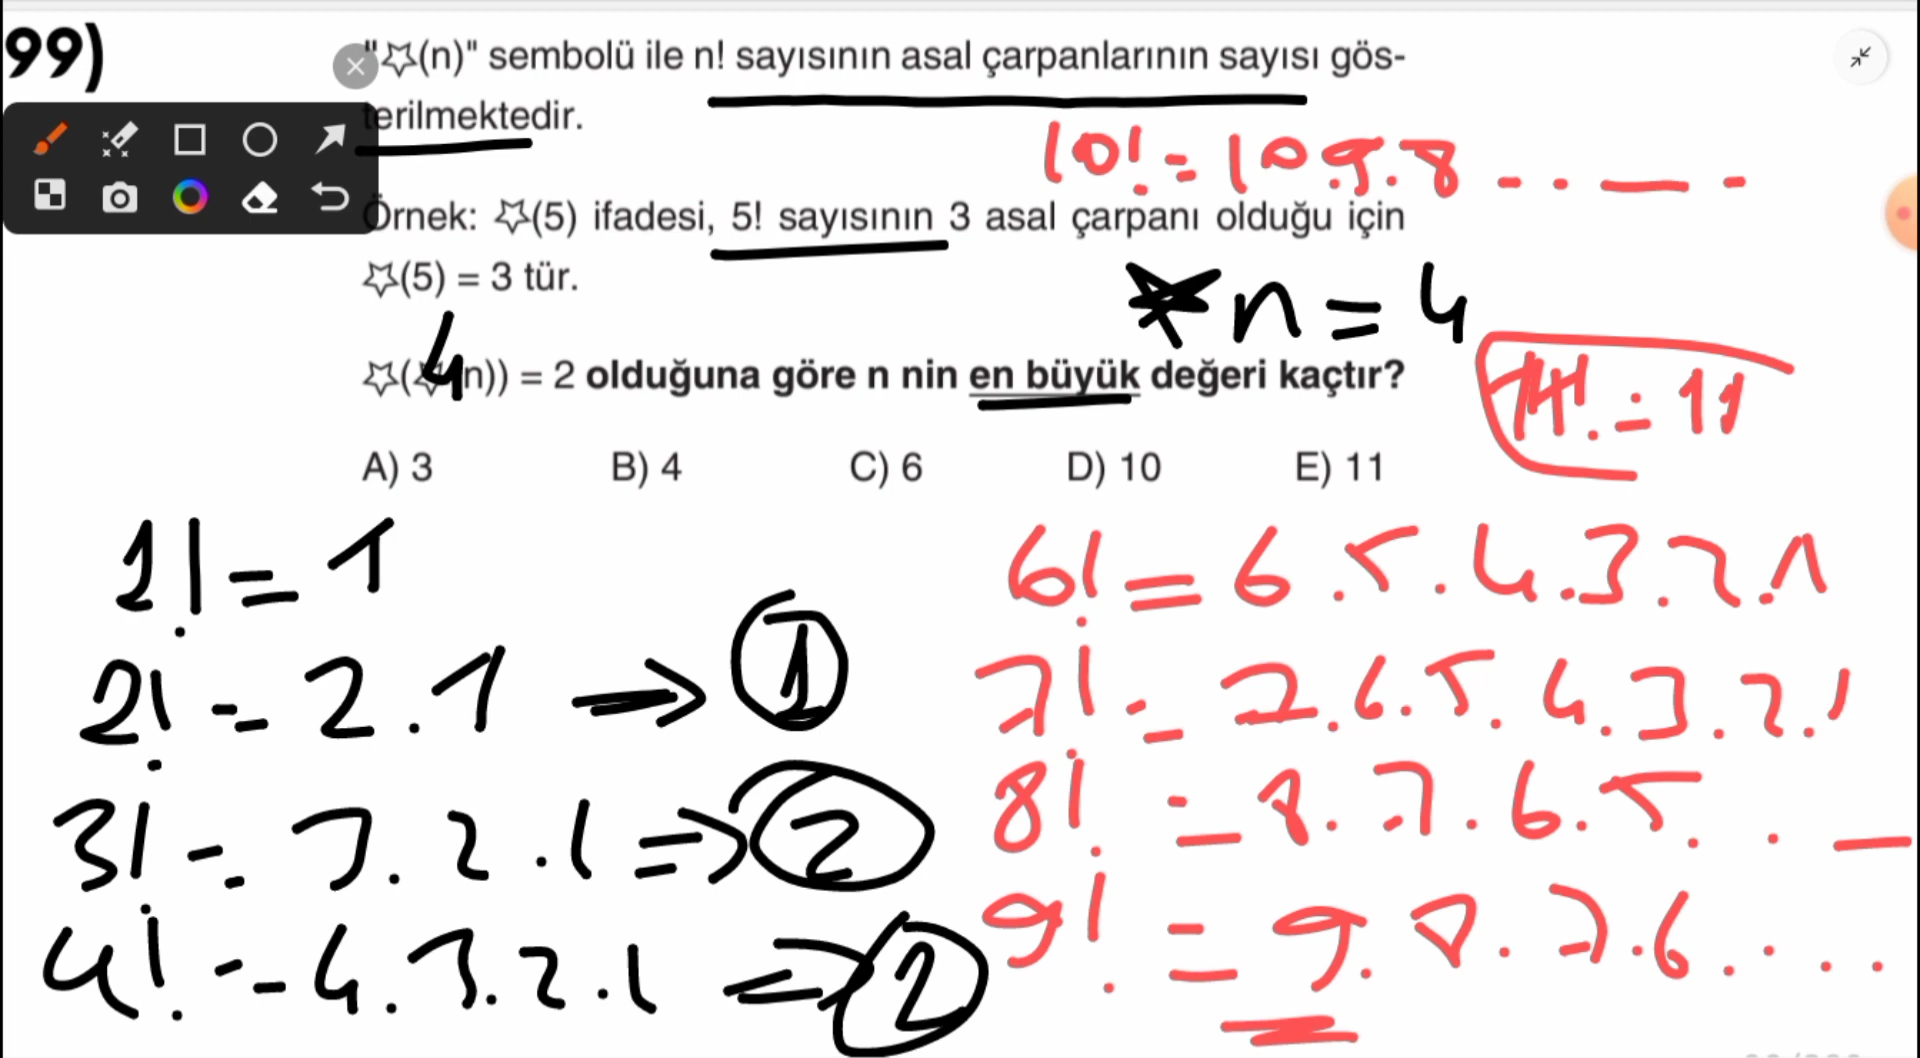 99)
"☆(n)" sembolü ile n! sayısının asal çarpanlarının sayısı gös-
terilmektedir.
10! = 10.9.8 . . _ .
Örnek: ☆(5) ifadesi, 5! sayısının 3 asal çarpanı olduğu için
☆(5) = 3 tür.
*n = 4
4
☆(☆(n)) = 2 olduğuna göre n nin en büyük değeri kaçtır?
11! = 11
A) 3 B) 4 C) 6 D) 10 E) 11
1! = 1
2! = 2.1 ⇒ 1
3! = 3.2.1 ⇒ 2
4! = 4.3.2.1 ⇒ 2
6! = 6.5.4.3.2.1
7! = 7.6.5.4.3.2.1
8! = 8.7.6.5. . _
9! = 9.8.7.6. . . .